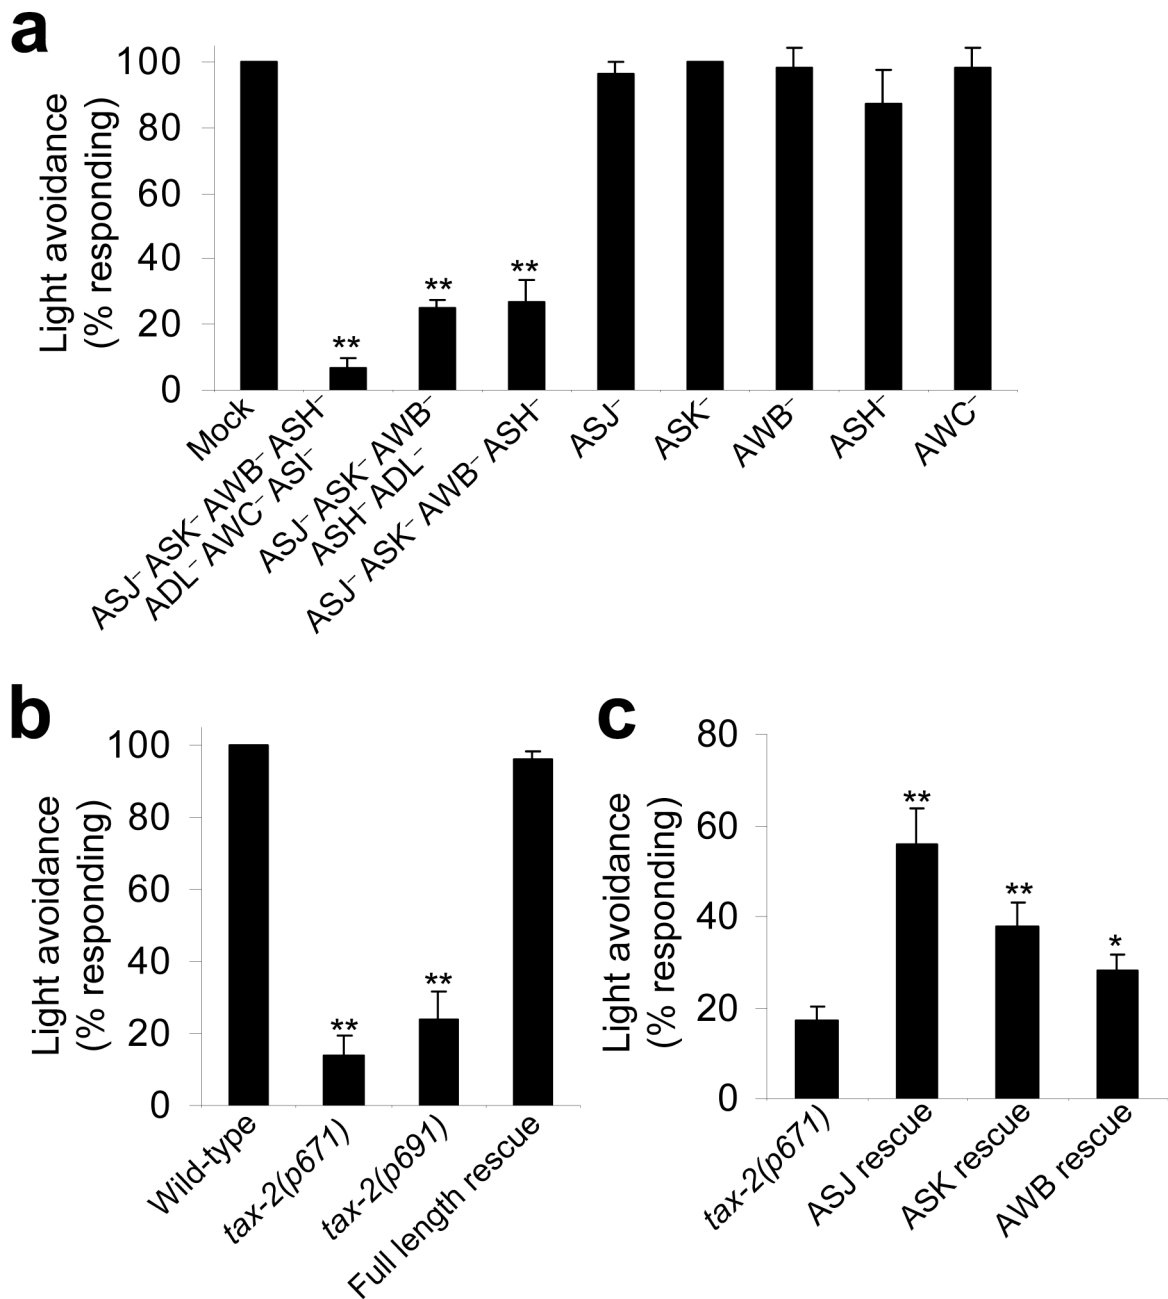 a
Light avoidance
(% responding)
100
80
60
40
20
0
**
**
**
Mock
ASJ⁻ ASK⁻ AWB⁻ ASH⁻
ADL⁻ AWC⁻ ASI⁻
ASJ⁻ ASK⁻ AWB⁻
ASH⁻ ADL⁻
ASJ⁻ ASK⁻ AWB⁻ ASH⁻
ASJ⁻
ASK⁻
AWB⁻
ASH⁻
AWC⁻
b
Light avoidance
(% responding)
100
80
60
40
20
0
**
**
Wild-type
tax-2(p671)
tax-2(p691)
Full length rescue
c
Light avoidance
(% responding)
80
60
40
20
0
**
**
*
tax-2(p671)
ASJ rescue
ASK rescue
AWB rescue